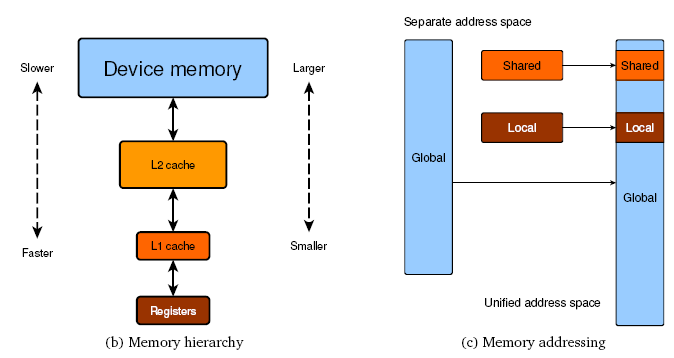 Slower
Device memory
Larger
L2 cache
L1 cache
Faster
Smaller
Registers
(b) Memory hierarchy
Separate address space
Shared
Shared
Local
Local
Global
Global
Unified address space
(c) Memory addressing